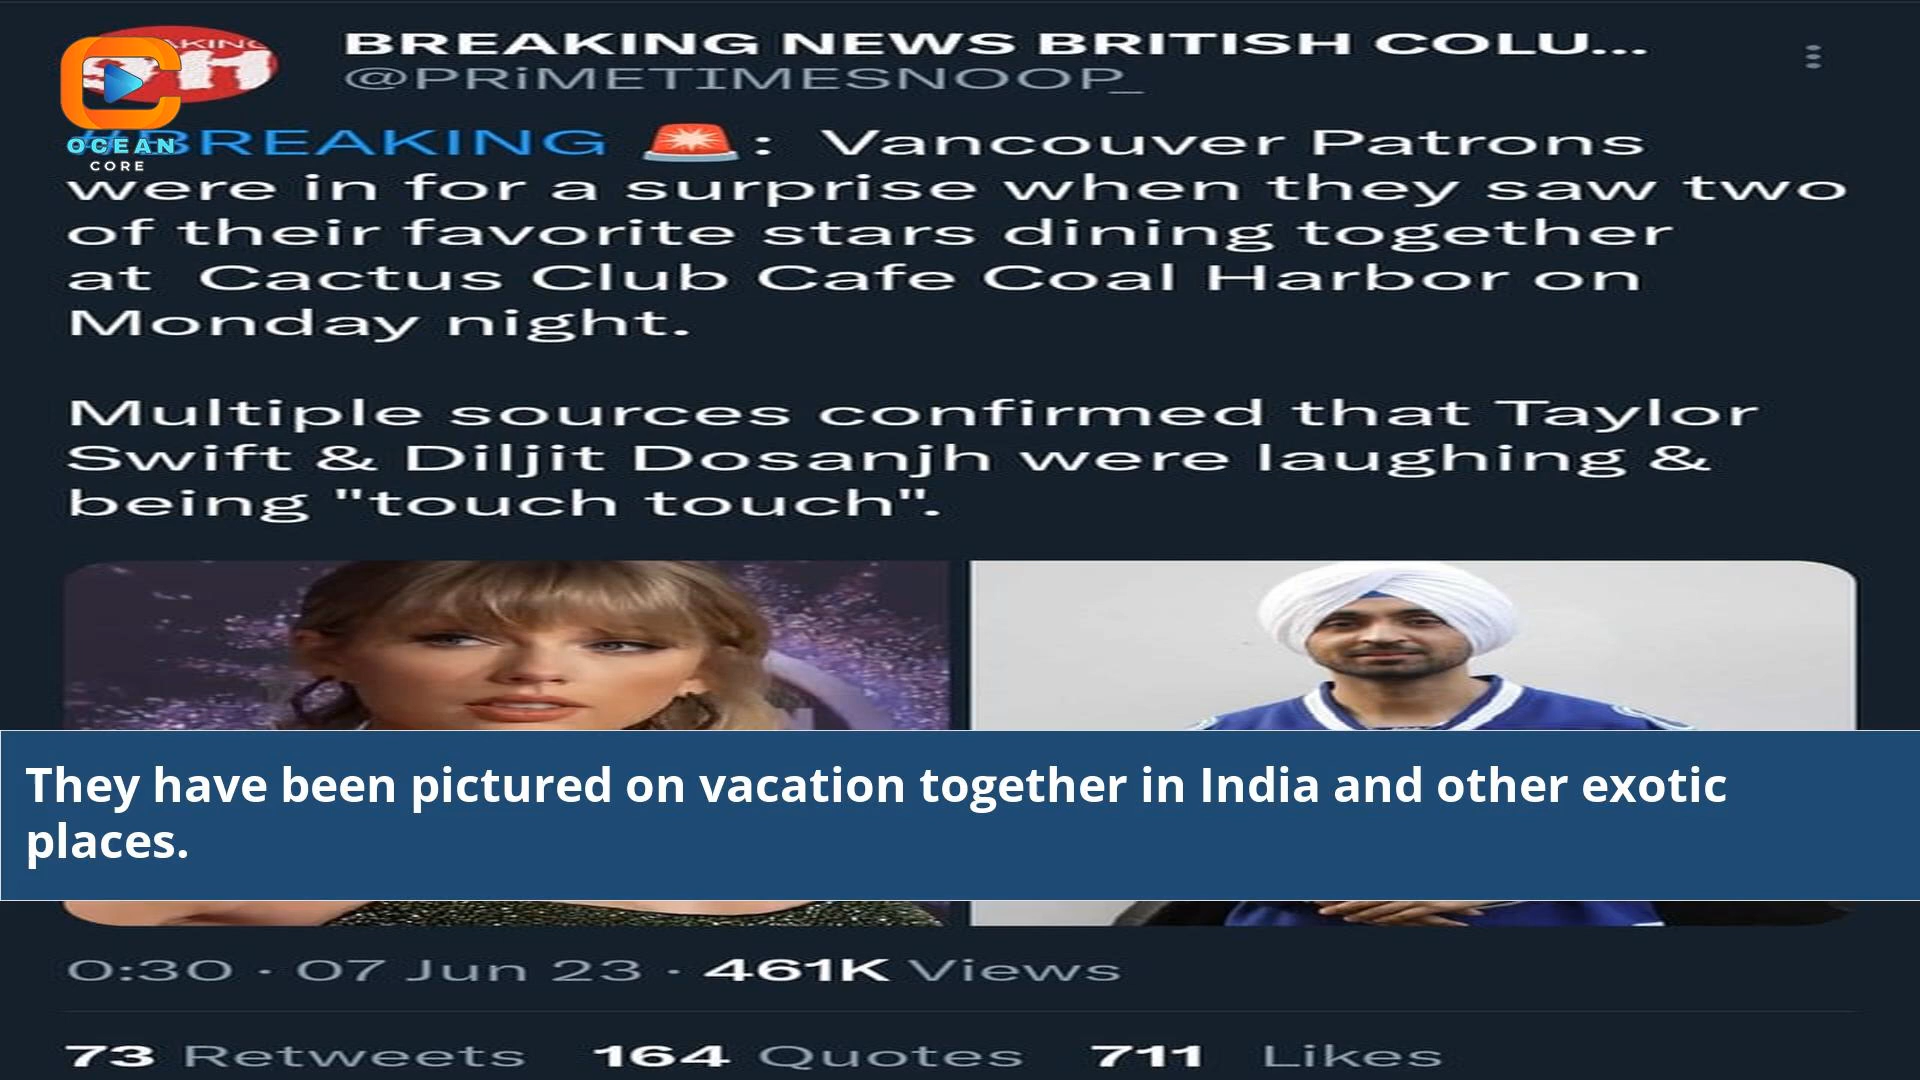 BREAKING NEWS BRITISH COLU...
@PRiMETIMESNOOP_
#BREAKING 🚨: Vancouver Patrons
OCEAN
CORE
were in for a surprise when they saw two
of their favorite stars dining together
at Cactus Club Cafe Coal Harbor on
Monday night.
Multiple sources confirmed that Taylor
Swift & Diljit Dosanjh were laughing &
being "touch touch".
They have been pictured on vacation together in India and other exotic
places.
0:30 · 07 Jun 23 · 461K Views
73 Retweets 164 Quotes 711 Likes